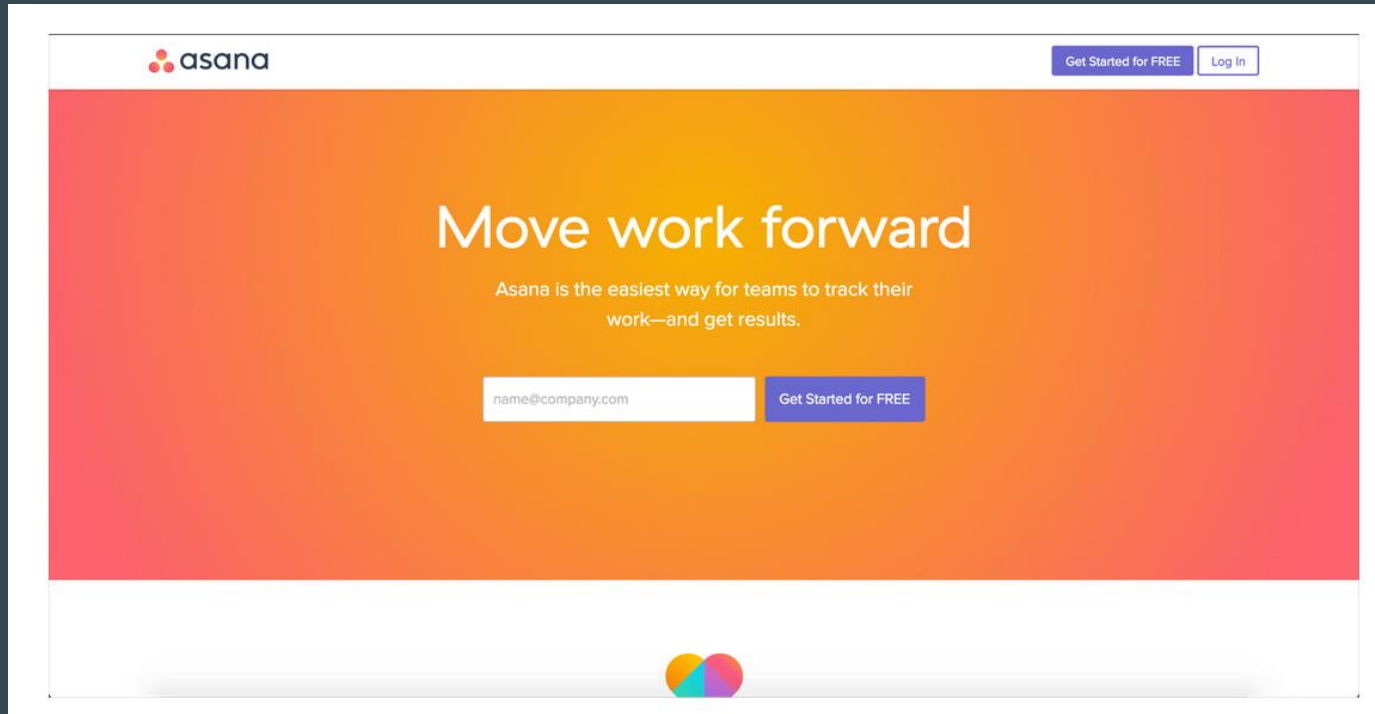 asana
Get Started for FREE
Log In
Move work forward
Asana is the easiest way for teams to track their
work—and get results.
name@company.com
Get Started for FREE